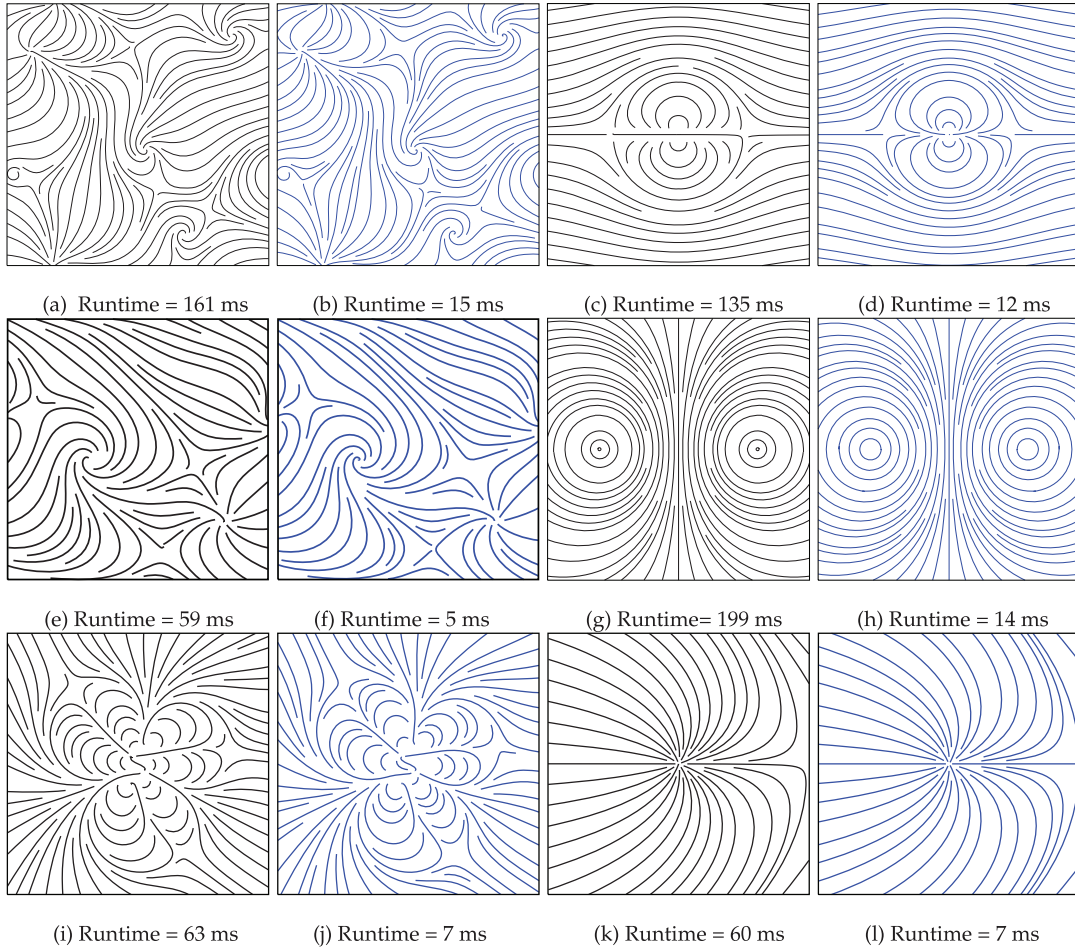 (a) Runtime = 161 ms
(b) Runtime = 15 ms
(c) Runtime = 135 ms
(d) Runtime = 12 ms
(e) Runtime = 59 ms
(f) Runtime = 5 ms
(g) Runtime= 199 ms
(h) Runtime = 14 ms
(i) Runtime = 63 ms
(j) Runtime = 7 ms
(k) Runtime = 60 ms
(l) Runtime = 7 ms